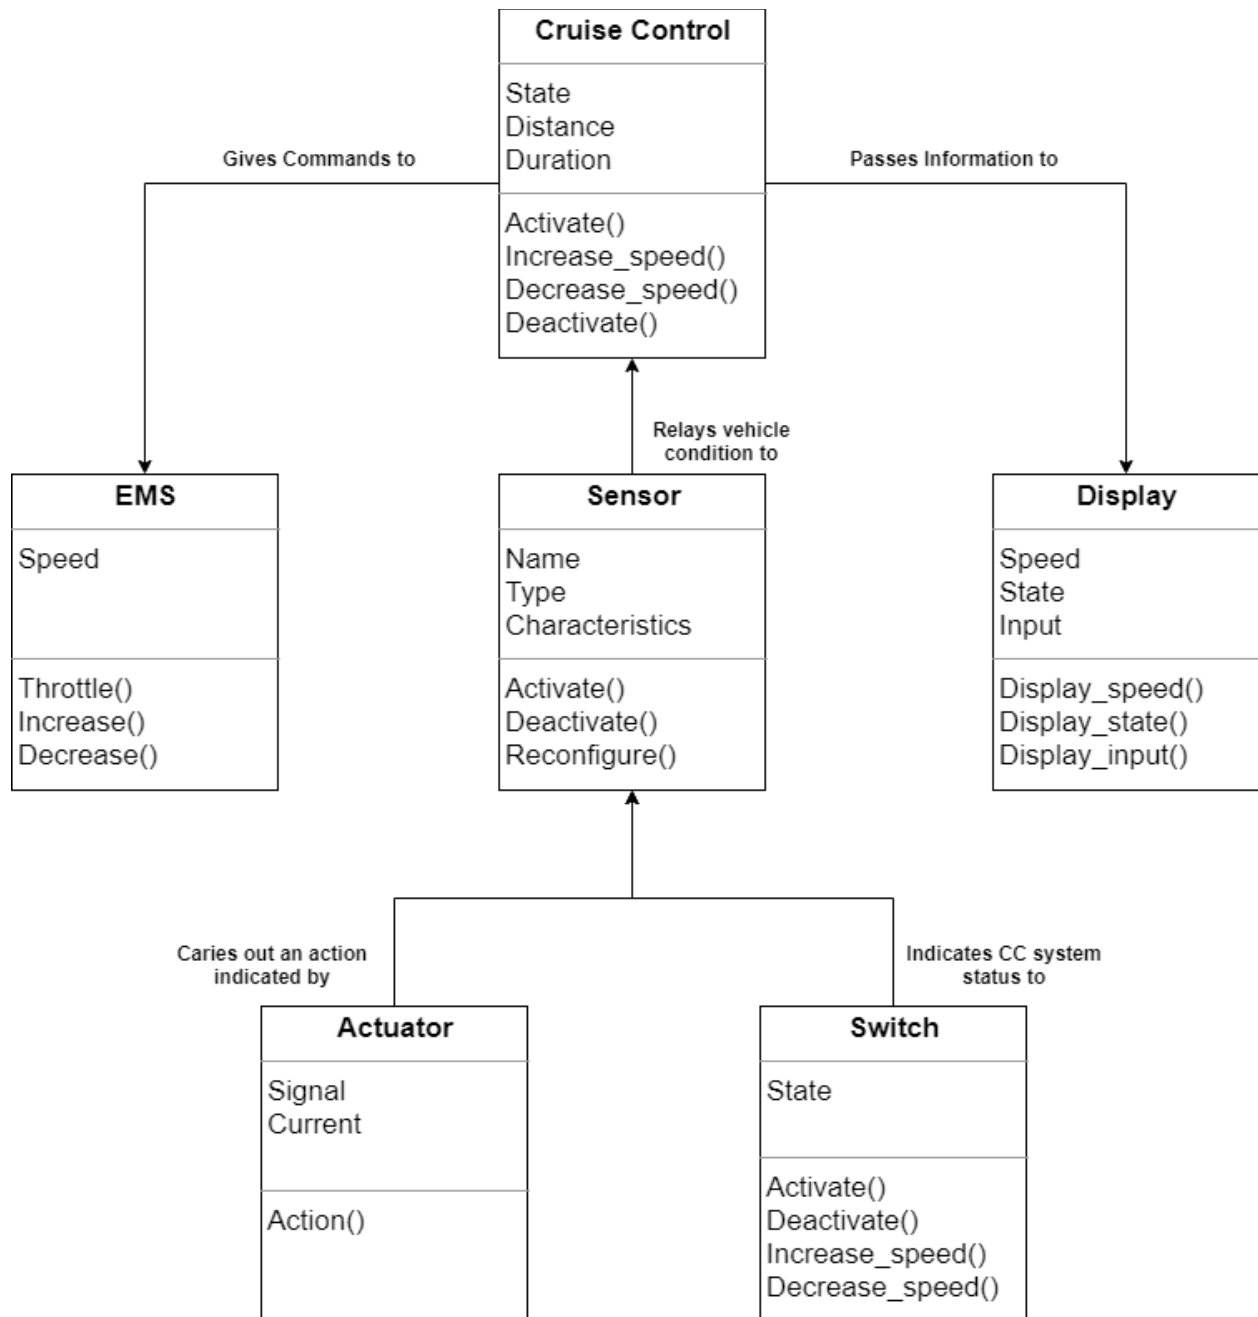 Cruise Control
State
Distance
Duration
Activate()
Increase_speed()
Decrease_speed()
Deactivate()
Gives Commands to
Passes Information to
Relays vehicle
condition to
EMS
Speed
Throttle()
Increase()
Decrease()
Sensor
Name
Type
Characteristics
Activate()
Deactivate()
Reconfigure()
Display
Speed
State
Input
Display_speed()
Display_state()
Display_input()
Caries out an action
indicated by
Indicates CC system
status to
Actuator
Signal
Current
Action()
Switch
State
Activate()
Deactivate()
Increase_speed()
Decrease_speed()